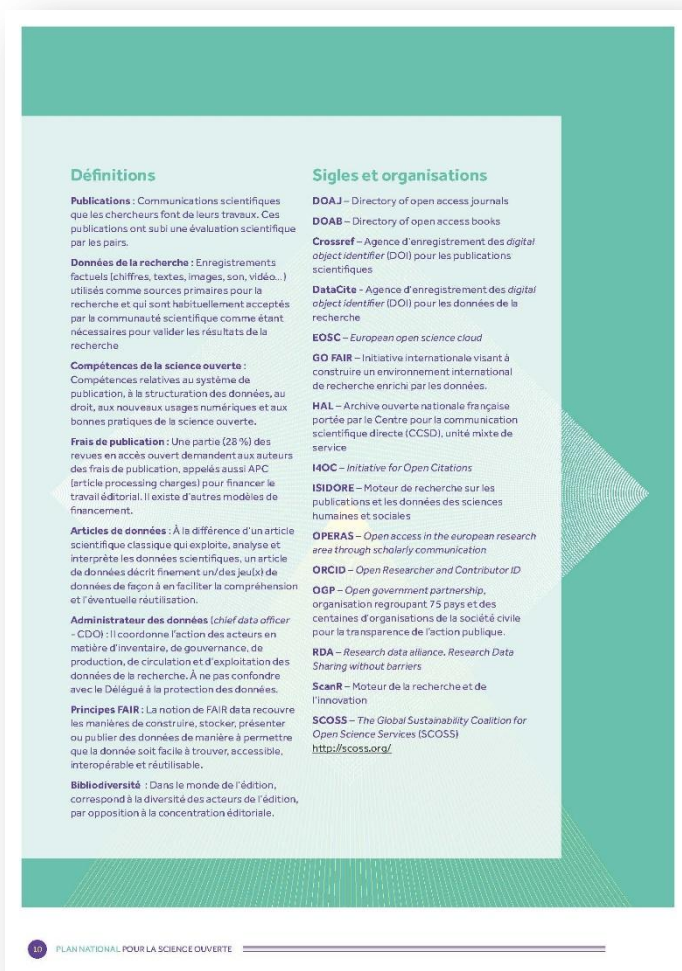 Définitions
Publications : Communications scientifiques
que les chercheurs font de leurs travaux. Ces
publications ont subi une évaluation scientifique
par les pairs.
Données de la recherche : Enregistrements
factuels (chiffres, textes, images, son, vidéo...)
utilisés comme sources primaires pour la
recherche et qui sont habituellement acceptés
par la communauté scientifique comme étant
nécessaires pour valider les résultats de la
recherche
Compétences de la science ouverte :
Compétences relatives au système de
publication, à la structuration des données, au
droit, aux nouveaux usages numériques et aux
bonnes pratiques de la science ouverte.
Frais de publication : Une partie (28 %) des
revues en accès ouvert demandent aux auteurs
des frais de publication, appelés aussi APC
(article processing charges) pour financer le
travail éditorial. Il existe d'autres modèles de
financement.
Articles de données : À la différence d'un article
scientifique classique qui exploite, analyse et
interprète les données scientifiques, un article
de données décrit finement un/des jeu(x) de
données de façon à en faciliter la compréhension
et l'éventuelle réutilisation.
Administrateur des données (chief data officer
- CDO) : Il coordonne l'action des acteurs en
matière d'inventaire, de gouvernance, de
production, de circulation et d'exploitation des
données de la recherche. À ne pas confondre
avec le Délégué à la protection des données.
Principes FAIR : La notion de FAIR data recouvre
les manières de construire, stocker, présenter
ou publier des données de manière à permettre
que la donnée soit facile à trouver, accessible,
interopérable et réutilisable.
Bibliodiversité : Dans le monde de l'édition,
correspond à la diversité des acteurs de l'édition,
par opposition à la concentration éditoriale.
Sigles et organisations
DOAJ – Directory of open access journals
DOAB – Directory of open access books
Crossref – Agence d'enregistrement des digital
object identifier (DOI) pour les publications
scientifiques
DataCite - Agence d'enregistrement des digital
object identifier (DOI) pour les données de la
recherche
EOSC – European open science cloud
GO FAIR – Initiative internationale visant à
construire un environnement international
de recherche enrichi par les données.
HAL – Archive ouverte nationale française
portée par le Centre pour la communication
scientifique directe (CCSD), unité mixte de
service
I4OC – Initiative for Open Citations
ISIDORE – Moteur de recherche sur les
publications et les données des sciences
humaines et sociales
OPERAS – Open access in the european research
area through scholarly communication
ORCID – Open Researcher and Contributor ID
OGP – Open government partnership,
organisation regroupant 75 pays et des
centaines d'organisations de la société civile
pour la transparence de l'action publique.
RDA – Research data alliance. Research Data
Sharing without barriers
ScanR – Moteur de la recherche et de
l'innovation
SCOSS – The Global Sustainability Coalition for
Open Science Services (SCOSS)
http://scoss.org/
10 PLAN NATIONAL POUR LA SCIENCE OUVERTE